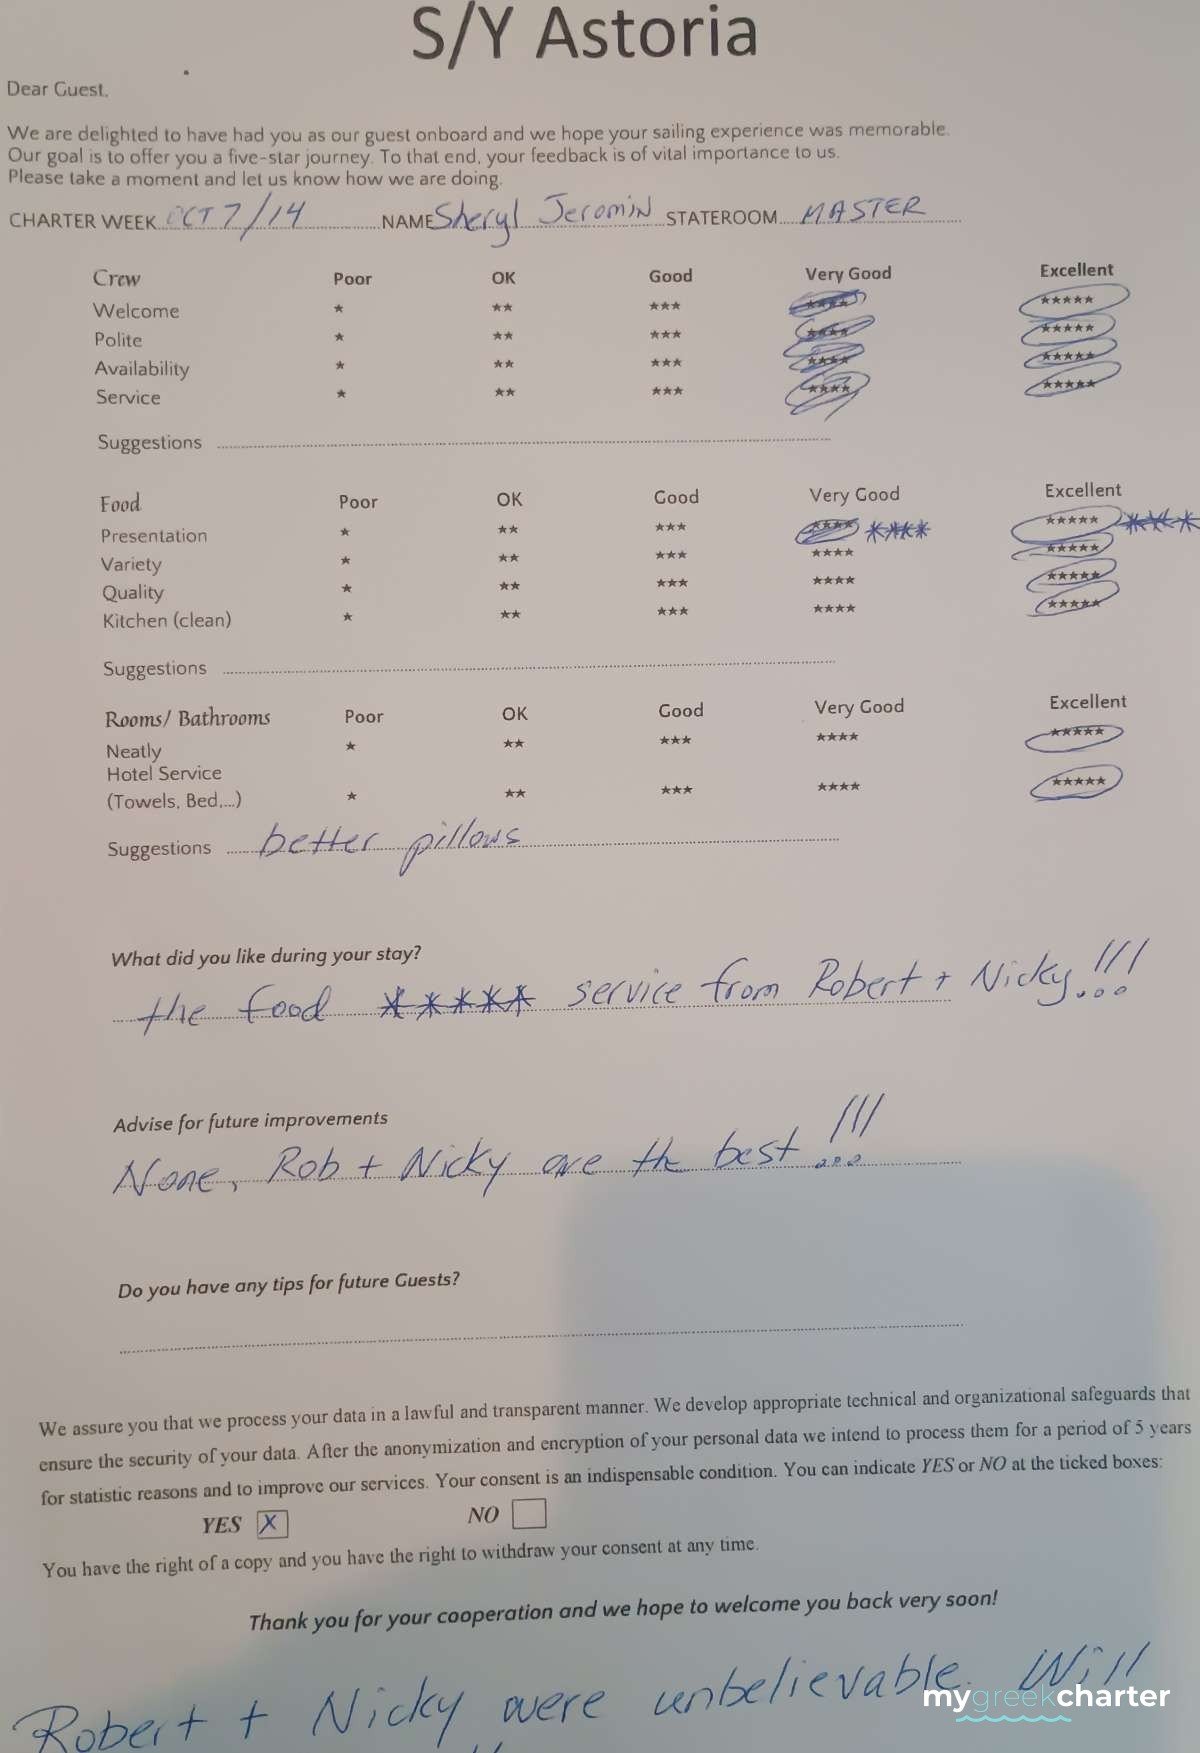 S/Y Astoria
Dear Guest,
We are delighted to have had you as our guest onboard and we hope your sailing experience was memorable.
Our goal is to offer you a five-star journey. To that end, your feedback is of vital importance to us.
Please take a moment and let us know how we are doing.
CHARTER WEEK OCT 7/14 NAME Sheryl Jeromin STATEROOM MASTER
Crew Poor OK Good Very Good Excellent
Welcome * ** *** **** *****
Polite * ** *** **** *****
Availability * ** *** **** *****
Service * ** *** **** *****
Suggestions
Food Poor OK Good Very Good Excellent
Presentation * ** *** **** **** ***** ***
Variety * ** *** **** *****
Quality * ** *** **** *****
Kitchen (clean) * ** *** **** *****
Suggestions
Rooms/ Bathrooms Poor OK Good Very Good Excellent
Neatly * ** *** **** *****
Hotel Service
(Towels, Bed,...) * ** *** **** *****
Suggestions better pillows
What did you like during your stay?
the food ***** service from Robert + Nicky!!!
Advise for future improvements
None, Rob + Nicky are the best!!!
Do you have any tips for future Guests?
We assure you that we process your data in a lawful and transparent manner. We develop appropriate technical and organizational safeguards that
ensure the security of your data. After the anonymization and encryption of your personal data we intend to process them for a period of 5 years
for statistic reasons and to improve our services. Your consent is an indispensable condition. You can indicate YES or NO at the ticked boxes:
YES X NO
You have the right of a copy and you have the right to withdraw your consent at any time.
Thank you for your cooperation and we hope to welcome you back very soon!
Robert + Nicky were unbelievable. Will
mygreekcharter